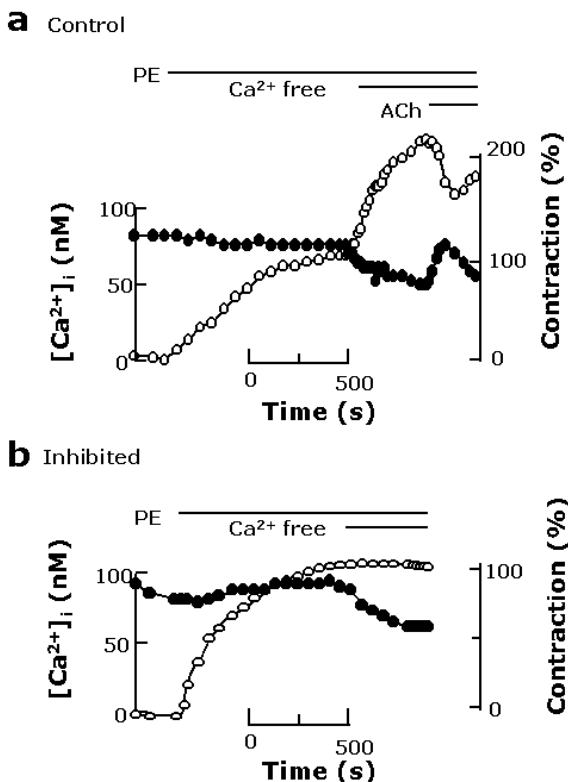 a Control
PE
Ca²⁺ free
ACh
200
100
0
Contraction (%)
100
50
0
[Ca²⁺]ᵢ (nM)
0 500
Time (s)
b Inhibited
PE
Ca²⁺ free
100
50
0
[Ca²⁺]ᵢ (nM)
100
0
Contraction (%)
0 500
Time (s)